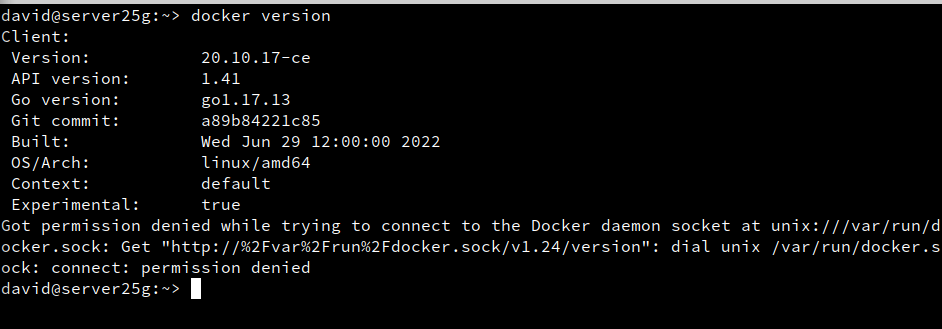 david@server25g:~> docker version
Client:
 Version:           20.10.17-ce
 API version:       1.41
 Go version:        go1.17.13
 Git commit:        a89b84221c85
 Built:             Wed Jun 29 12:00:00 2022
 OS/Arch:           linux/amd64
 Context:           default
 Experimental:      true
Got permission denied while trying to connect to the Docker daemon socket at unix:///var/run/d
ocker.sock: Get "http://%2Fvar%2Frun%2Fdocker.sock/v1.24/version": dial unix /var/run/docker.s
ock: connect: permission denied
david@server25g:~>